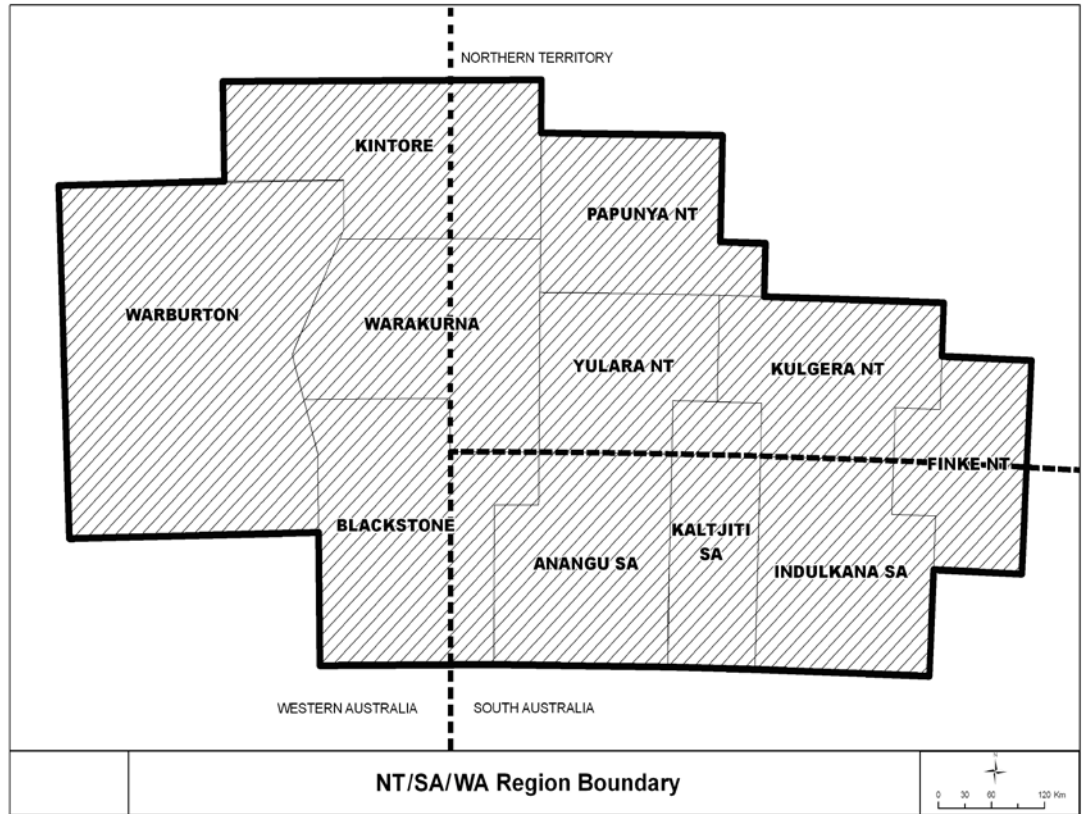 NORTHERN TERRITORY
KINTORE
PAPUNYA NT
WARBURTON
WARAKURNA
YULARA NT
KULGERA NT
FINKE NT
BLACKSTONE
KALTJITI
SA
ANANGU SA
INDULKANA SA
WESTERN AUSTRALIA
SOUTH AUSTRALIA
NT/SA/WA Region Boundary
0 30 60 120 Km